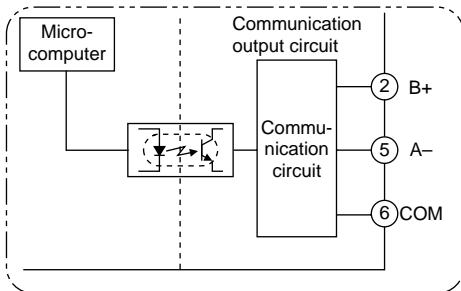 Micro-
computer
Communication
output circuit
Commu-
nication
circuit
2 B+
5 A–
6 COM